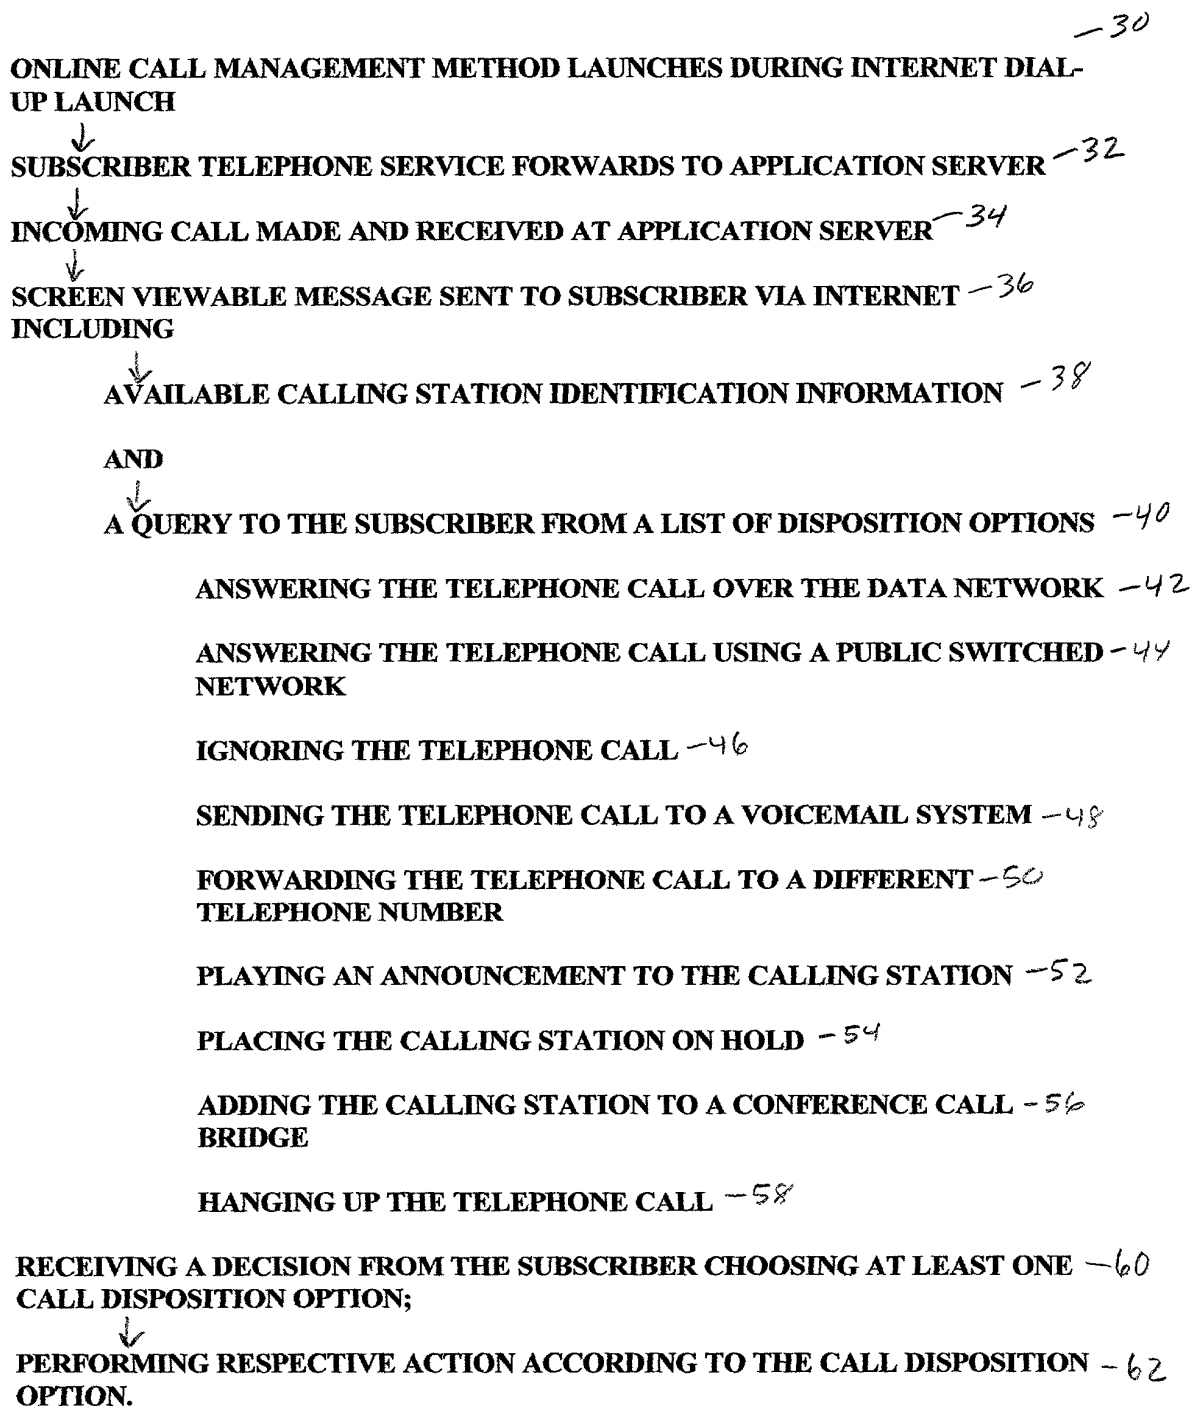 —30
ONLINE CALL MANAGEMENT METHOD LAUNCHES DURING INTERNET DIAL-
UP LAUNCH
SUBSCRIBER TELEPHONE SERVICE FORWARDS TO APPLICATION SERVER —32
INCOMING CALL MADE AND RECEIVED AT APPLICATION SERVER —34
SCREEN VIEWABLE MESSAGE SENT TO SUBSCRIBER VIA INTERNET —36
INCLUDING
AVAILABLE CALLING STATION IDENTIFICATION INFORMATION —38
AND
A QUERY TO THE SUBSCRIBER FROM A LIST OF DISPOSITION OPTIONS —40
ANSWERING THE TELEPHONE CALL OVER THE DATA NETWORK —42
ANSWERING THE TELEPHONE CALL USING A PUBLIC SWITCHED —44
NETWORK
IGNORING THE TELEPHONE CALL —46
SENDING THE TELEPHONE CALL TO A VOICEMAIL SYSTEM —48
FORWARDING THE TELEPHONE CALL TO A DIFFERENT —50
TELEPHONE NUMBER
PLAYING AN ANNOUNCEMENT TO THE CALLING STATION —52
PLACING THE CALLING STATION ON HOLD —54
ADDING THE CALLING STATION TO A CONFERENCE CALL —56
BRIDGE
HANGING UP THE TELEPHONE CALL —58
RECEIVING A DECISION FROM THE SUBSCRIBER CHOOSING AT LEAST ONE —60
CALL DISPOSITION OPTION;
PERFORMING RESPECTIVE ACTION ACCORDING TO THE CALL DISPOSITION —62
OPTION.